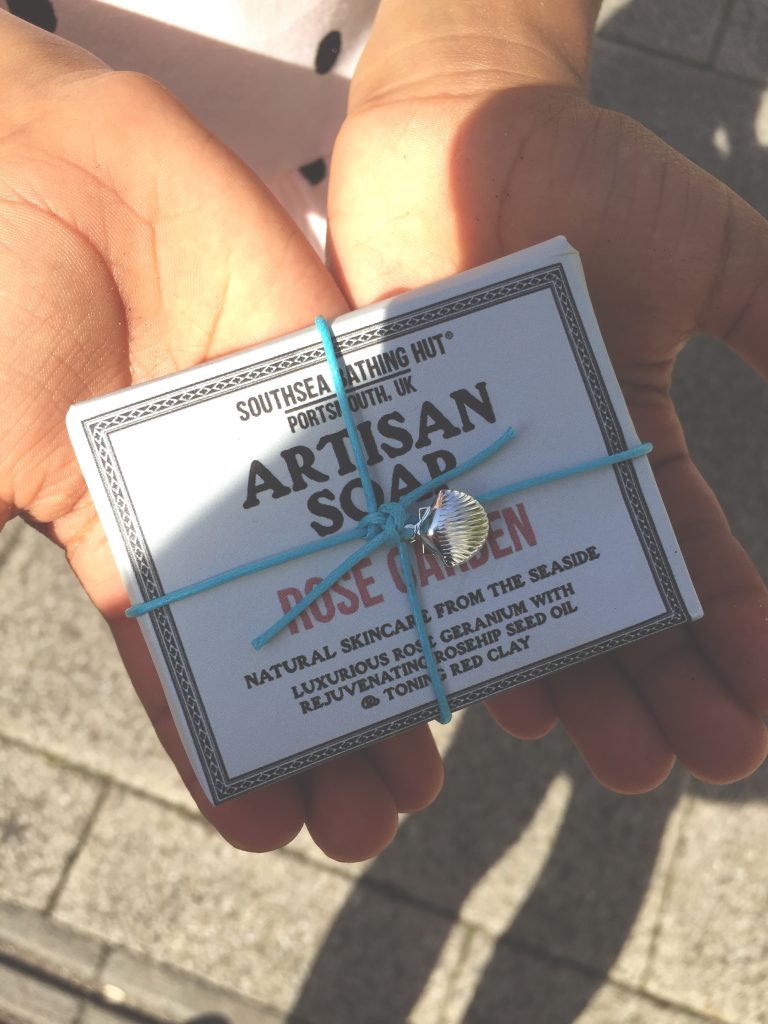 SOUTHSEA BATHING HUT®
PORTSMOUTH, UK
ARTISAN
SOAP
ROSE GARDEN
NATURAL SKINCARE FROM THE SEASIDE
LUXURIOUS ROSE GERANIUM WITH
REJUVENATING ROSEHIP SEED OIL
& TONING RED CLAY